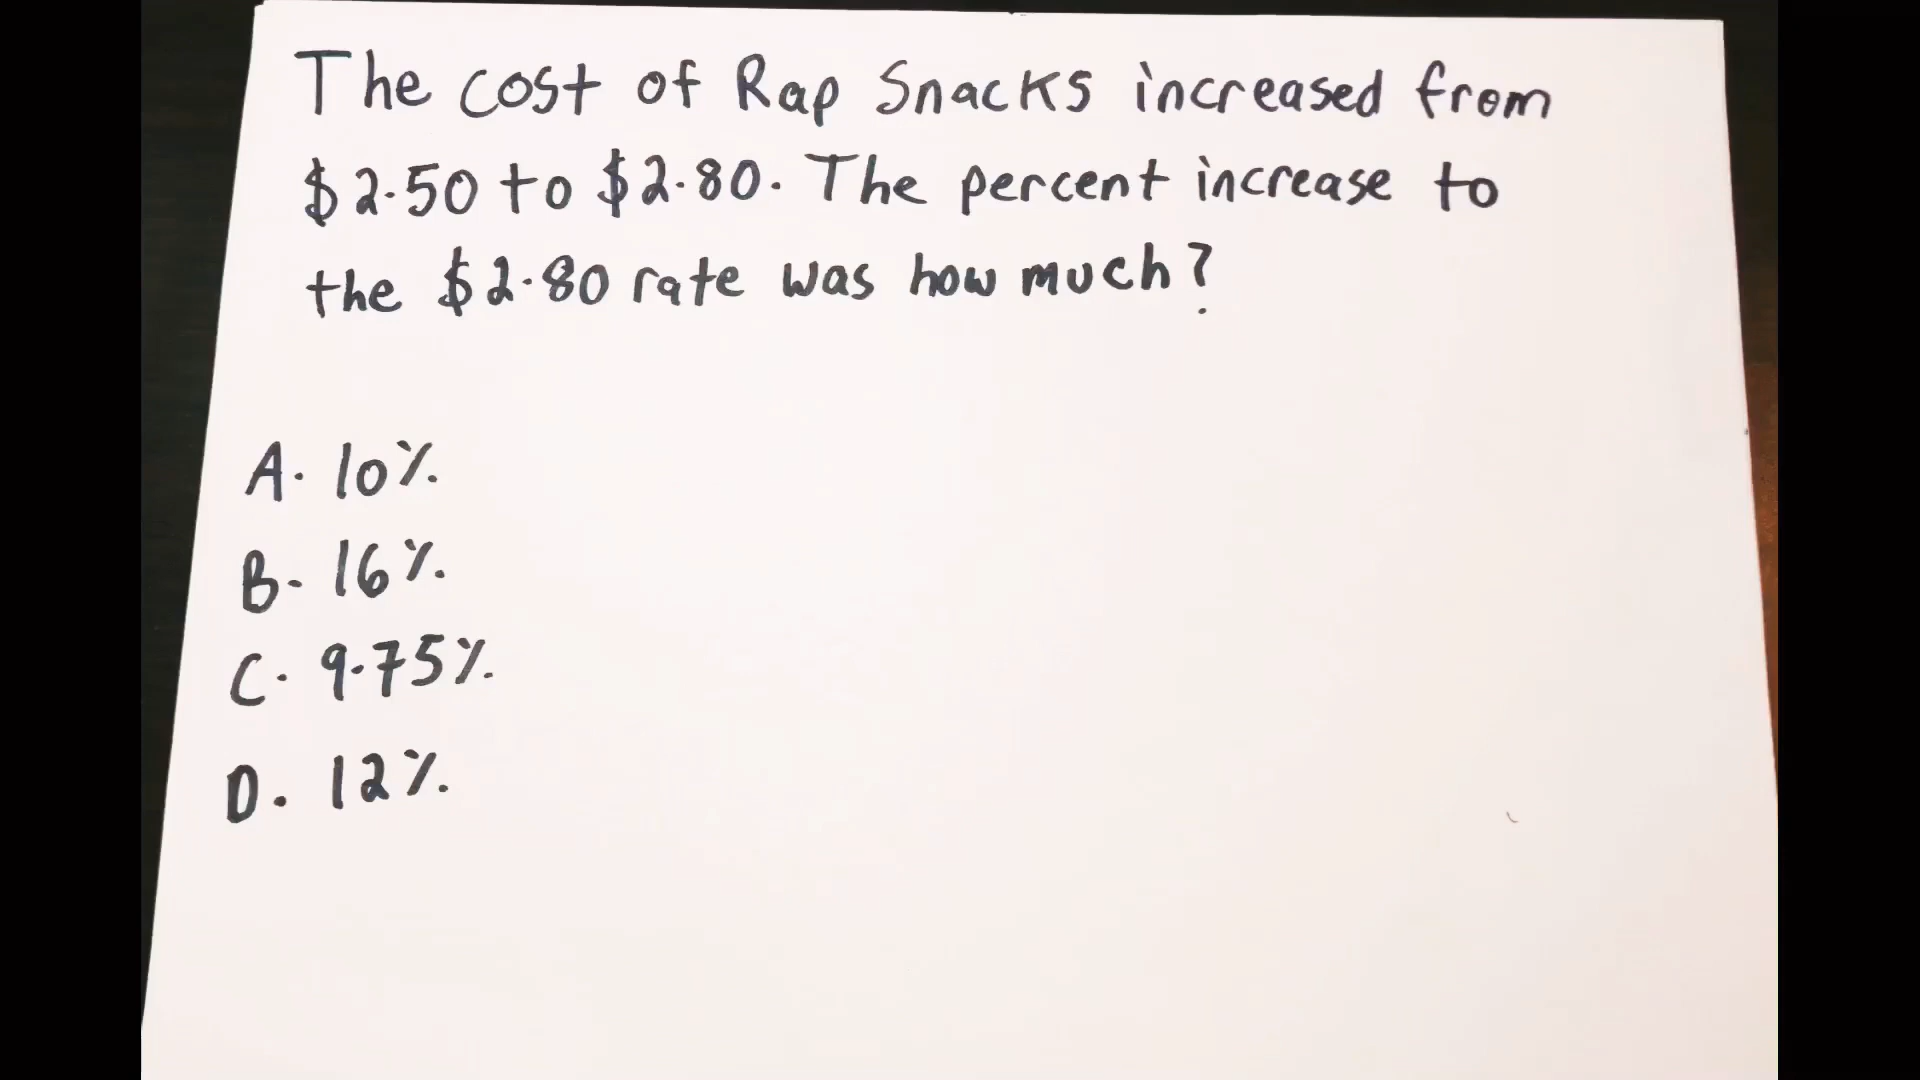 The cost of Rap Snacks increased from
$2.50 to $2.80. The percent increase to
the $2.80 rate was how much?
A. 10%
B. 16%
C. 9.75%
D. 12%